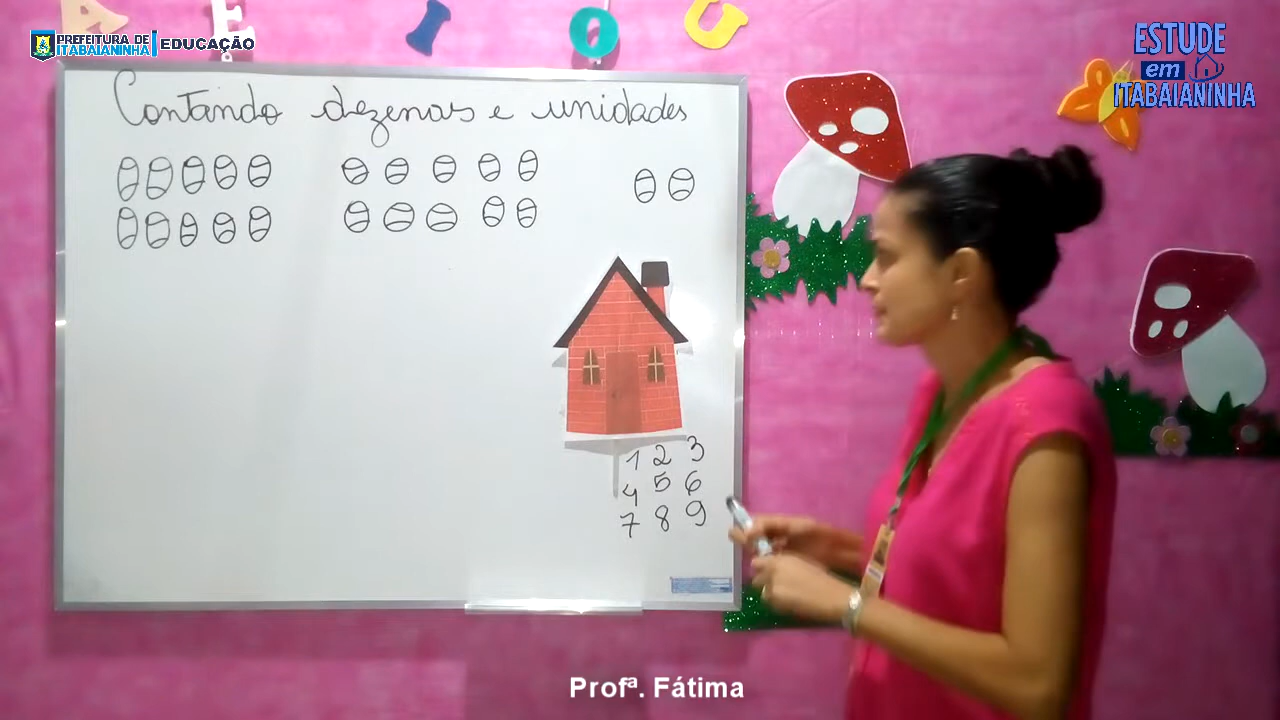 A E I O U
PREFEITURA DE
ITABAIANINHA
EDUCAÇÃO
ESTUDE
em
ITABAIANINHA
Contando dezenas e unidades
1 2 3
4 5 6
7 8 9
Profª. Fátima